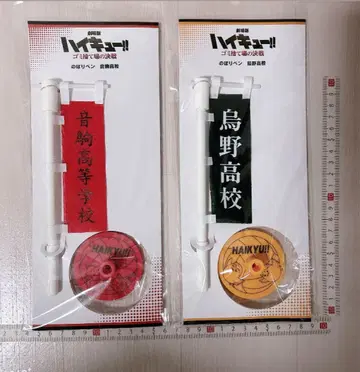 劇場版
ハイキュー!!
ゴミ捨て場の決戦
のぼりペン 音駒高校
音駒高等学校
HAIKYU!!
劇場版
ハイキュー!!
ゴミ捨て場の決戦
のぼりペン 烏野高校
烏野高校
HAIKYU!!